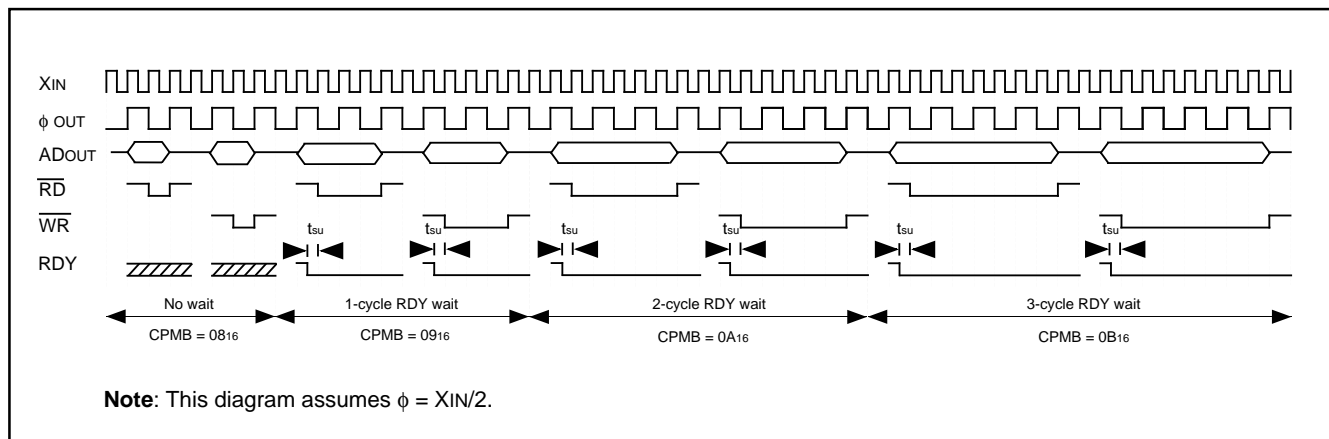 XIN
φ OUT
ADOUT
RD
WR
tsu tsu tsu tsu tsu tsu
RDY
No wait 1-cycle RDY wait 2-cycle RDY wait 3-cycle RDY wait
CPMB = 0816 CPMB = 0916 CPMB = 0A16 CPMB = 0B16
Note: This diagram assumes φ = XIN/2.